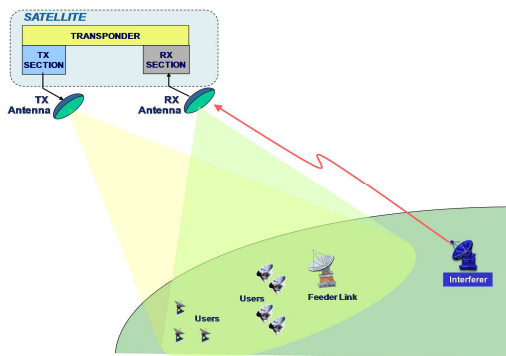 SATELLITE
TRANSPONDER
TX
SECTION
RX
SECTION
TX
Antenna
RX
Antenna
Users
Users
Feeder Link
Interferer